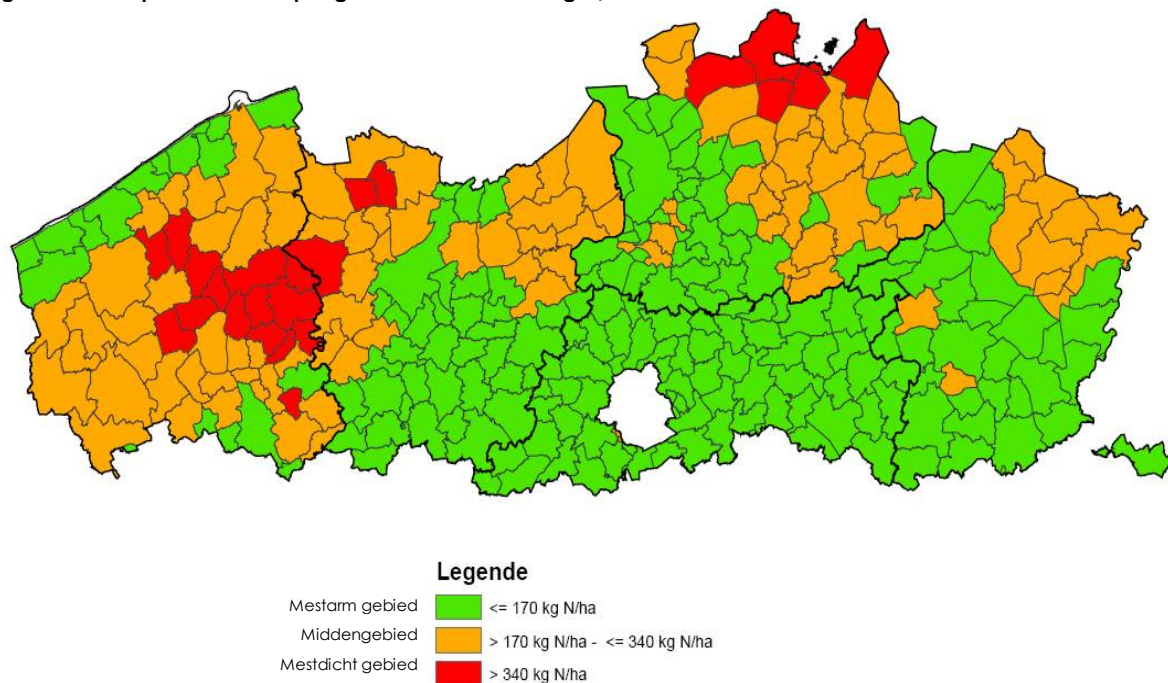 Legende
Mestarm gebied <= 170 kg N/ha
Middengebied > 170 kg N/ha - <= 340 kg N/ha
Mestdicht gebied > 340 kg N/ha